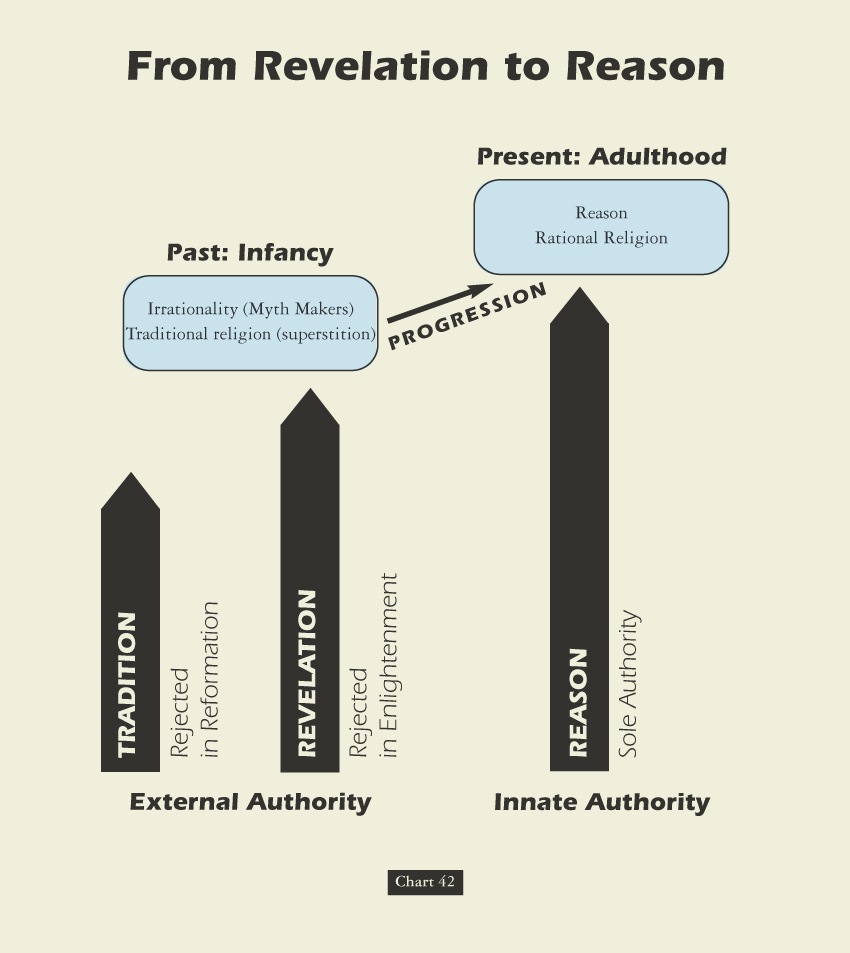 From Revelation to Reason
Present: Adulthood
Reason
Rational Religion
Past: Infancy
Irrationality (Myth Makers)
Traditional religion (superstition)
PROGRESSION
TRADITION
Rejected
in Reformation
REVELATION
Rejected
in Enlightenment
REASON
Sole Authority
External Authority
Innate Authority
Chart 42